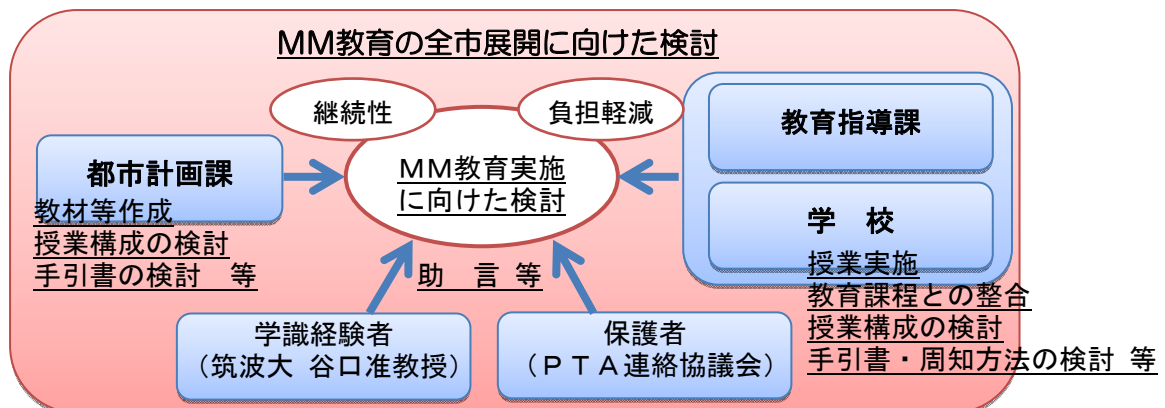 MM教育の全市展開に向けた検討
継続性
負担軽減
都市計画課
教材等作成
授業構成の検討
手引書の検討　等
MM教育実施
に向けた検討
教育指導課
学　校
授業実施
教育課程との整合
授業構成の検討
手引書・周知方法の検討 等
助　言 等
学識経験者
（筑波大 谷口准教授）
保護者
（ＰＴＡ連絡協議会）